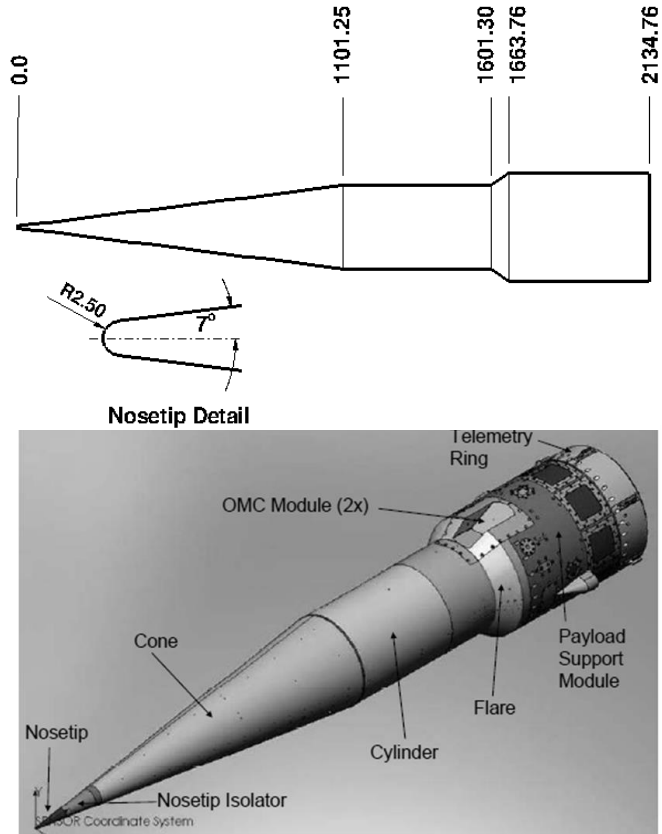 0.0
1101.25
1601.30
1663.76
2134.76
R2.50
7°
Nosetip Detail
Telemetry
Ring
OMC Module (2x)
Cone
Payload
Support
Module
Flare
Nosetip
Cylinder
Nosetip Isolator
Y
SENSOR Coordinate System